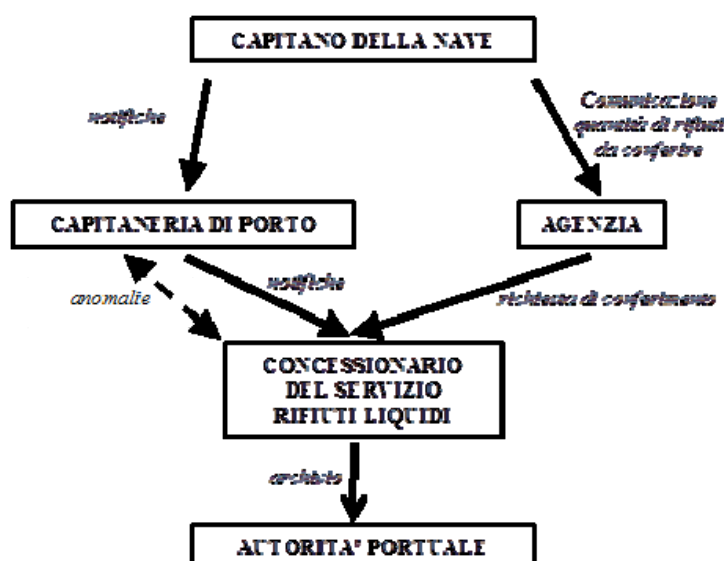 CAPITANO DELLA NAVE
notifiche
Comunicazione
quantità di rifiuti
da conferire
CAPITANERIA DI PORTO
AGENZIA
anomalie
notifiche
richiesta di conferimento
CONCESSIONARIO
DEL SERVIZIO
RIFIUTI LIQUIDI
archivio
AUTORITA' PORTUALE